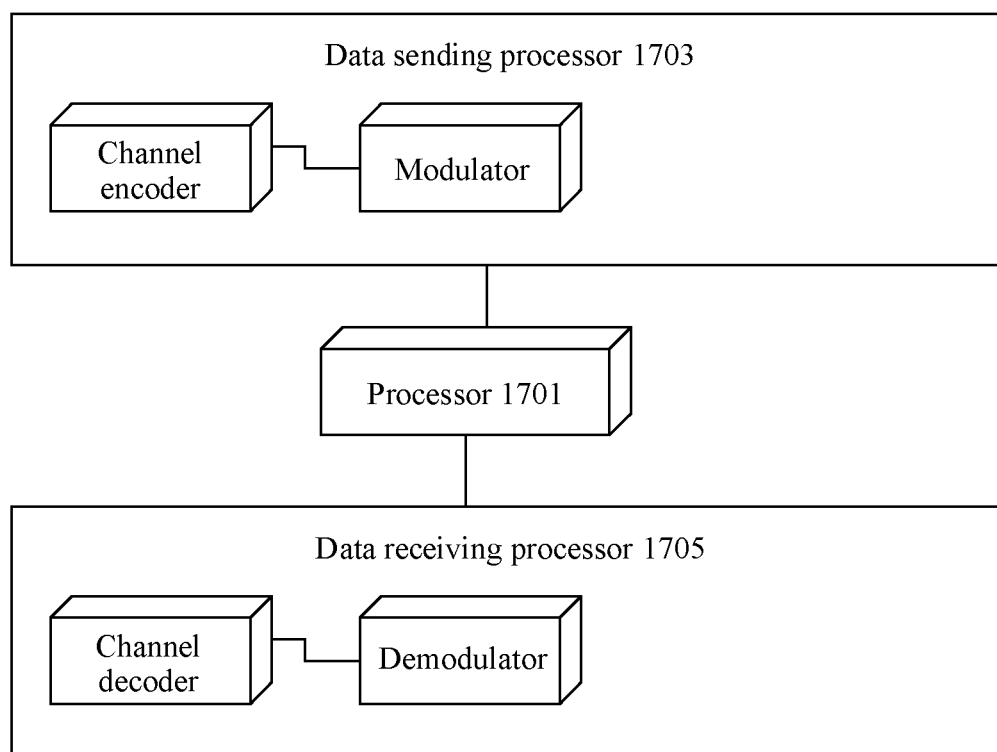 Data sending processor 1703
Channel
encoder
Modulator
Processor 1701
Data receiving processor 1705
Channel
decoder
Demodulator